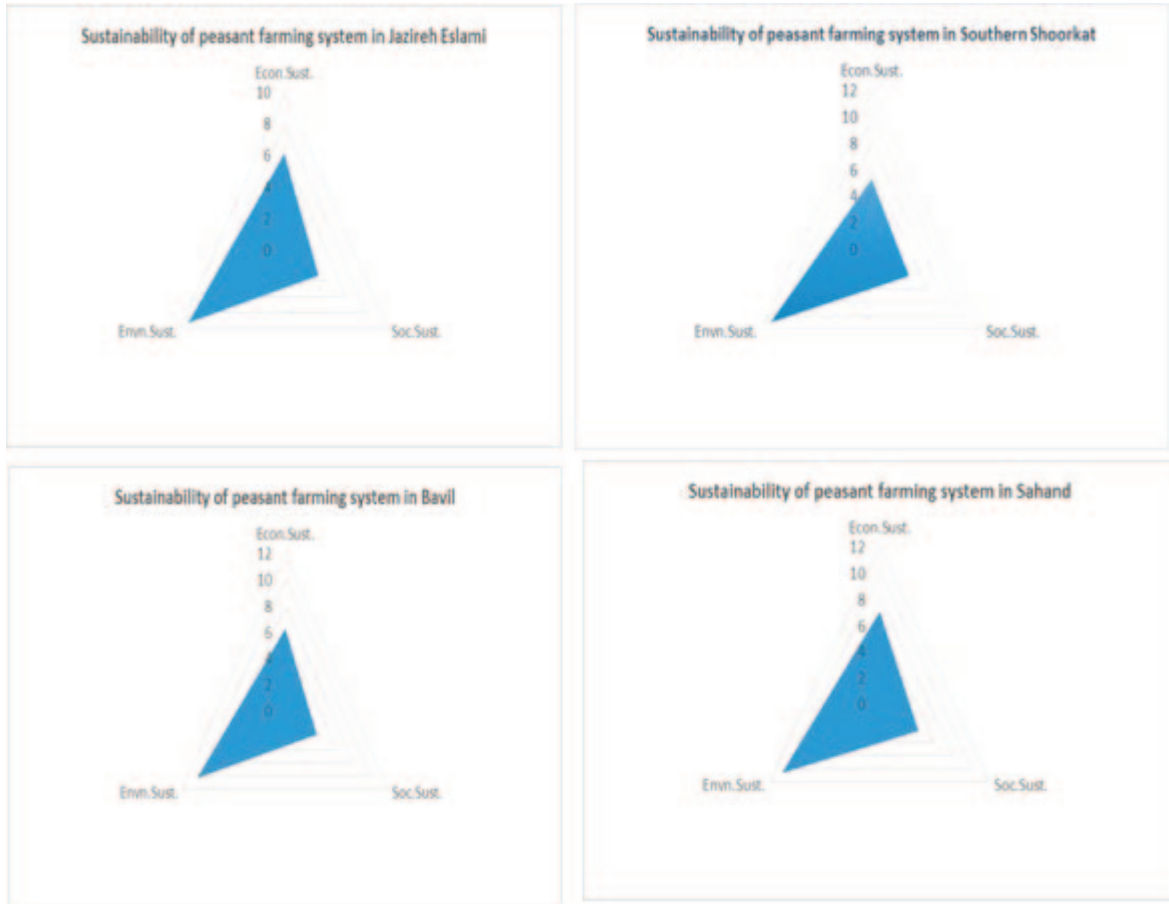 Sustainability of peasant farming system in Jazireh Eslami
Econ.Sust.
10
8
6
4
2
0
Envn.Sust.
Soc.Sust.
Sustainability of peasant farming system in Southern Shoorkat
Econ.Sust.
12
10
8
6
4
2
0
Envn.Sust.
Soc.Sust.
Sustainability of peasant farming system in Bavil
Econ.Sust.
12
10
8
6
4
2
0
Envn.Sust.
Soc.Sust.
Sustainability of peasant farming system in Sahand
Econ.Sust.
12
10
8
6
4
2
0
Envn.Sust.
Soc.Sust.